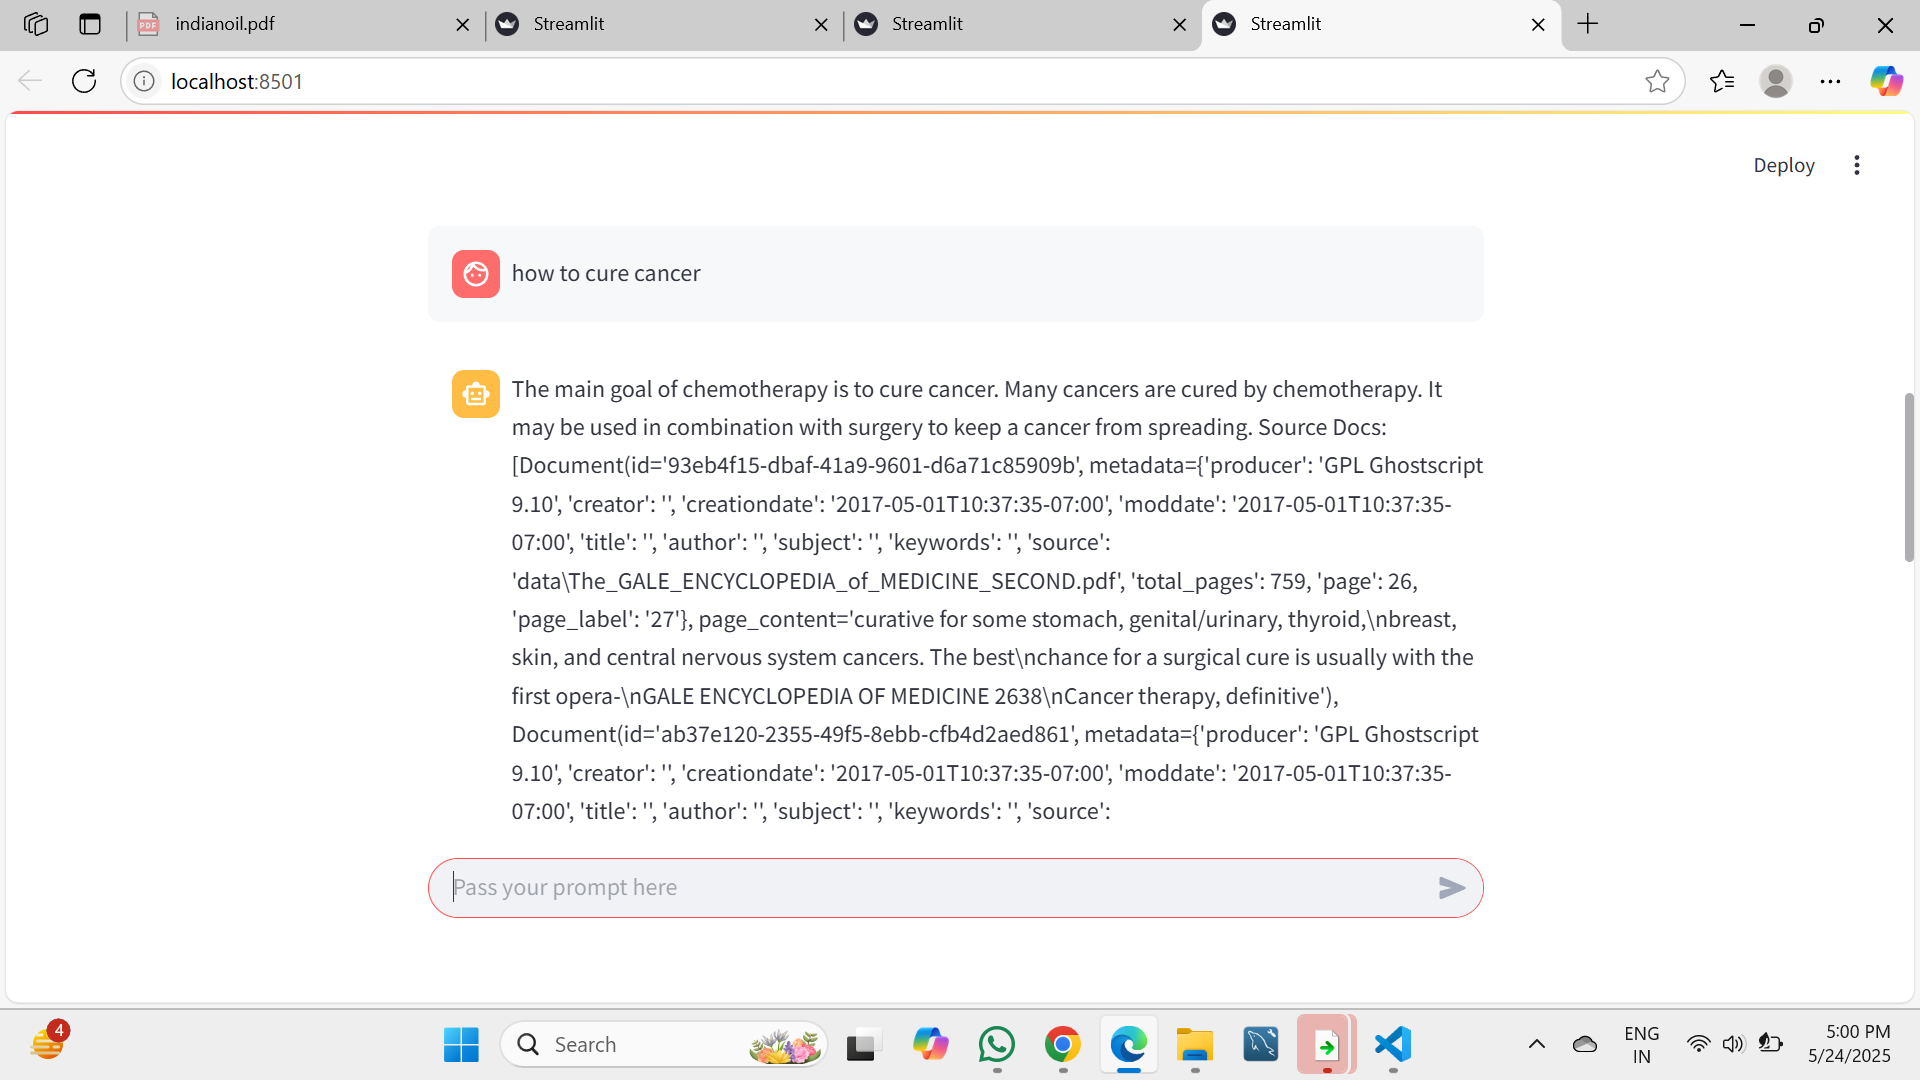 indianoil.pdf
Streamlit
Streamlit
Streamlit
localhost:8501
Deploy
how to cure cancer
The main goal of chemotherapy is to cure cancer. Many cancers are cured by chemotherapy. It
may be used in combination with surgery to keep a cancer from spreading. Source Docs:
[Document(id='93eb4f15-dbaf-41a9-9601-d6a71c85909b', metadata={'producer': 'GPL Ghostscript
9.10', 'creator': '', 'creationdate': '2017-05-01T10:37:35-07:00', 'moddate': '2017-05-01T10:37:35-
07:00', 'title': '', 'author': '', 'subject': '', 'keywords': '', 'source':
'data\The_GALE_ENCYCLOPEDIA_of_MEDICINE_SECOND.pdf', 'total_pages': 759, 'page': 26,
'page_label': '27'}, page_content='curative for some stomach, genital/urinary, thyroid,\nbreast,
skin, and central nervous system cancers. The best\nchance for a surgical cure is usually with the
first opera-\nGALE ENCYCLOPEDIA OF MEDICINE 2638\nCancer therapy, definitive'),
Document(id='ab37e120-2355-49f5-8ebb-cfb4d2aed861', metadata={'producer': 'GPL Ghostscript
9.10', 'creator': '', 'creationdate': '2017-05-01T10:37:35-07:00', 'moddate': '2017-05-01T10:37:35-
07:00', 'title': '', 'author': '', 'subject': '', 'keywords': '', 'source':
Pass your prompt here
4
Search
ENG
IN
5:00 PM
5/24/2025